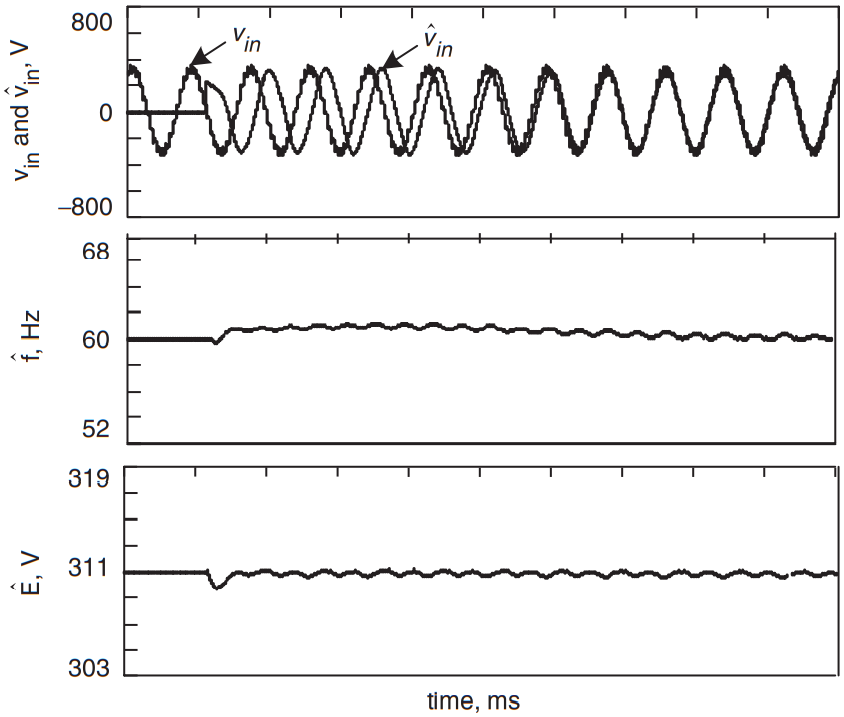 800
v_in
v̂_in
v_in and v̂_in, V
0
–800
68
f̂, Hz
60
52
319
Ê, V
311
303
time, ms